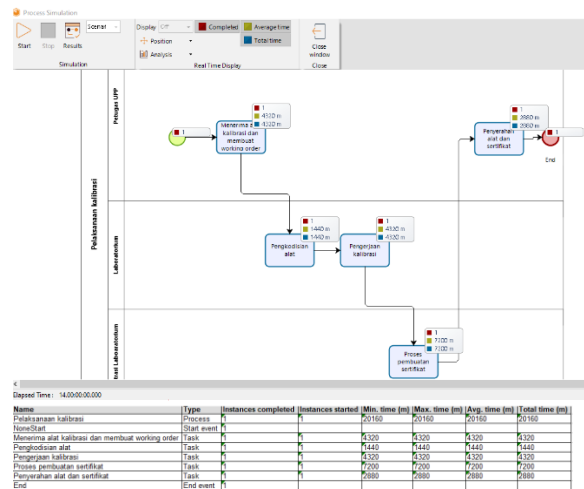 Process Simulation
Scenari
Display Off
Completed
Average time
Position
Total time
Analysis
Start
Stop
Results
Close
window
Simulation
Real Time Display
Close
Pelaksanaan kalibrasi
Petugas UPP
1
1
4320 m
4320 m
Menerima
kalibrasi dan
membuat
working order
1
2880 m
2880 m
Penyerahan
alat dan
sertifikat
1
End
Laboratorium
1
1440 m
1440 m
Pengkodisian
alat
1
4320 m
4320 m
Pengerjaan
kalibrasi
Laboratorium
1
7200 m
7200 m
Proses
pembuatan
sertifikat
Elapsed Time : 14.00:00:00.000
Name Type Instances completed Instances started Min. time (m) Max. time (m) Avg. time (m) Total time (m)
Pelaksanaan kalibrasi Process 1 1 20160 20160 20160 20160
NoneStart Start event 1
Menerima alat kalibrasi dan membuat working order Task 1 1 4320 4320 4320 4320
Pengkodisian alat Task 1 1 1440 1440 1440 1440
Pengerjaan kalibrasi Task 1 1 4320 4320 4320 4320
Proses pembuatan sertifikat Task 1 1 7200 7200 7200 7200
Penyerahan alat dan sertifikat Task 1 1 2880 2880 2880 2880
End End event 1